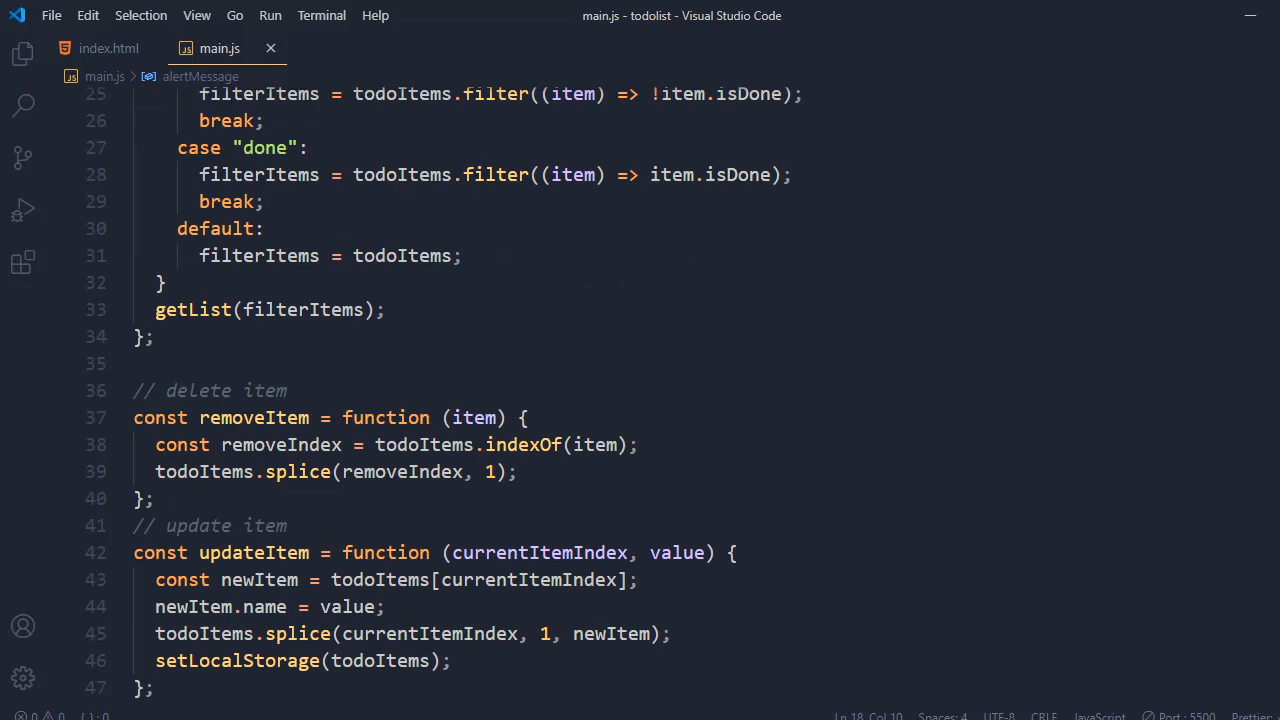 File Edit Selection View Go Run Terminal Help main.js - todolist - Visual Studio Code
index.html JS main.js
JS main.js > alertMessage
25 filterItems = todoItems.filter((item) => !item.isDone);
26 break;
27 case "done":
28 filterItems = todoItems.filter((item) => item.isDone);
29 break;
30 default:
31 filterItems = todoItems;
32 }
33 getList(filterItems);
34 };
35
36 // delete item
37 const removeItem = function (item) {
38 const removeIndex = todoItems.indexOf(item);
39 todoItems.splice(removeIndex, 1);
40 };
41 // update item
42 const updateItem = function (currentItemIndex, value) {
43 const newItem = todoItems[currentItemIndex];
44 newItem.name = value;
45 todoItems.splice(currentItemIndex, 1, newItem);
46 setLocalStorage(todoItems);
47 };
0 0 {.}: 0 Ln 18, Col 10 Spaces: 4 UTF-8 CRLF JavaScript Port : 5500 Prettier